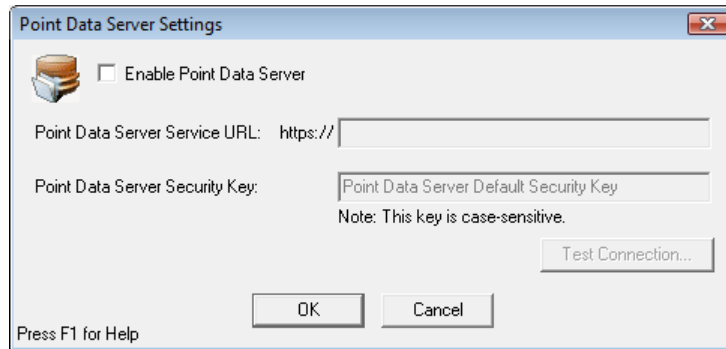 Point Data Server Settings
Enable Point Data Server
Point Data Server Service URL: https://
Point Data Server Security Key: Point Data Server Default Security Key
Note: This key is case-sensitive.
Test Connection...
OK Cancel
Press F1 for Help